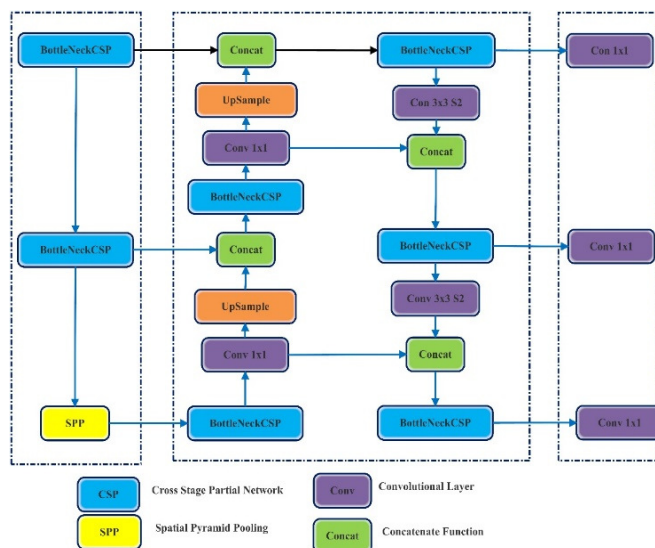 BottleNeckCSP
Concat
BottleNeckCSP
Con 1x1
UpSample
Con 3x3 S2
Conv 1x1
Concat
BottleNeckCSP
BottleNeckCSP
Concat
BottleNeckCSP
Conv 1x1
UpSample
Conv 3x3 S2
Conv 1x1
Concat
SPP
BottleNeckCSP
BottleNeckCSP
Conv 1x1
CSP Cross Stage Partial Network
Conv Convolutional Layer
SPP Spatial Pyramid Pooling
Concat Concatenate Function